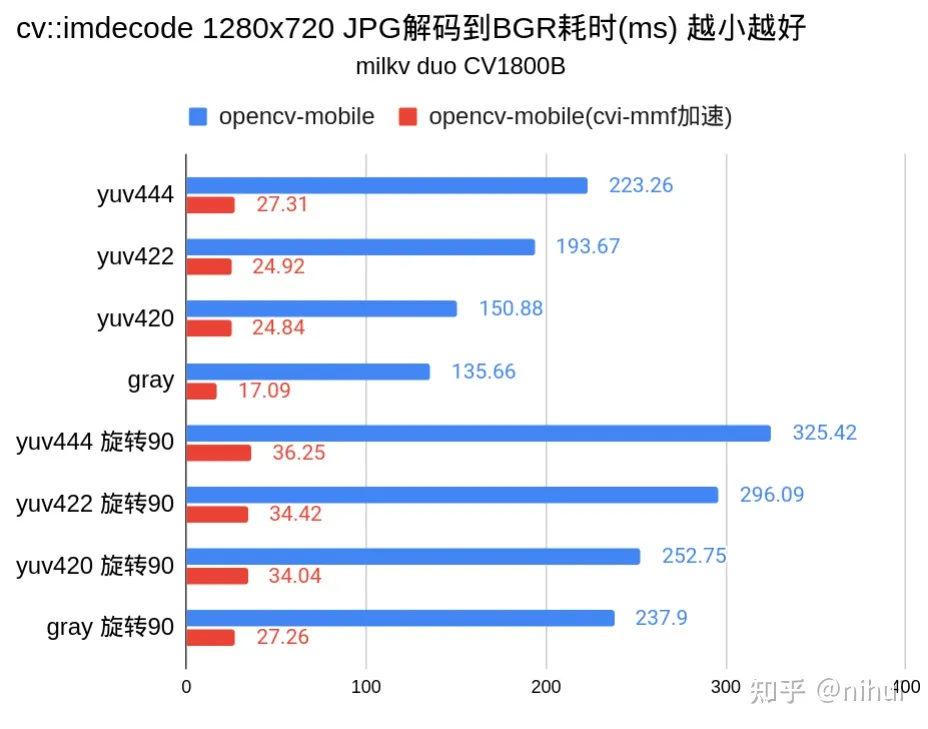 cv::imdecode 1280x720 JPG解码到BGR耗时(ms) 越小越好
milkv duo CV1800B
opencv-mobile opencv-mobile(cvi-mmf加速)
yuv444 223.26
27.31
yuv422 193.67
24.92
yuv420 150.88
24.84
gray 135.66
17.09
yuv444 旋转90 325.42
36.25
yuv422 旋转90 296.09
34.42
yuv420 旋转90 252.75
34.04
gray 旋转90 237.9
27.26
0 100 200 300 400
知乎 @nihui